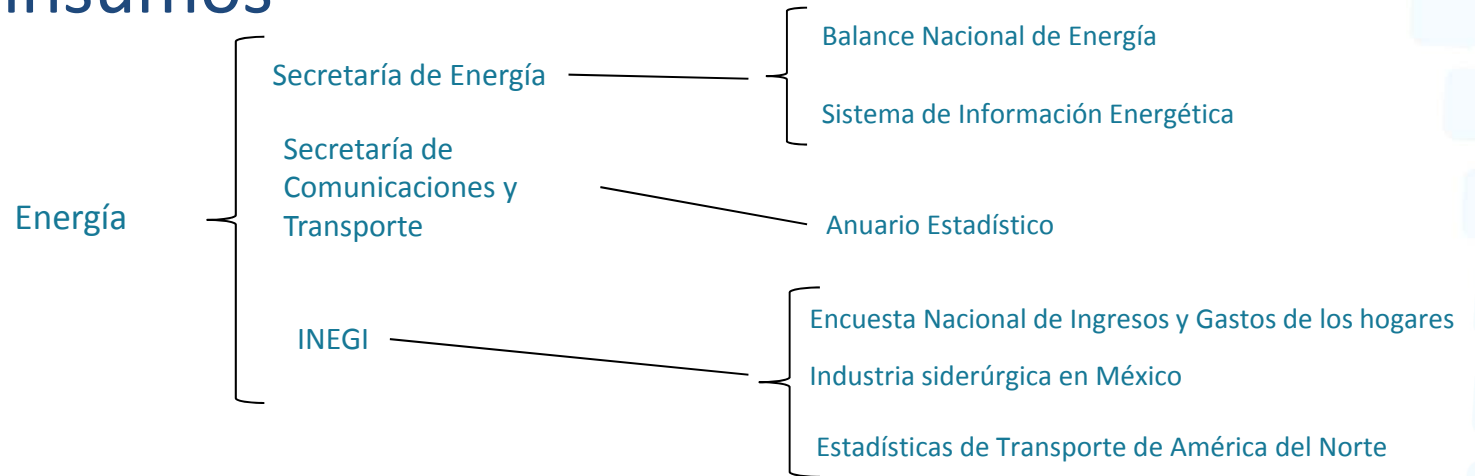 insumos
Energía
Secretaría de Energía
Balance Nacional de Energía
Sistema de Información Energética
Secretaría de
Comunicaciones y
Transporte
Anuario Estadístico
INEGI
Encuesta Nacional de Ingresos y Gastos de los hogares
Industria siderúrgica en México
Estadísticas de Transporte de América del Norte